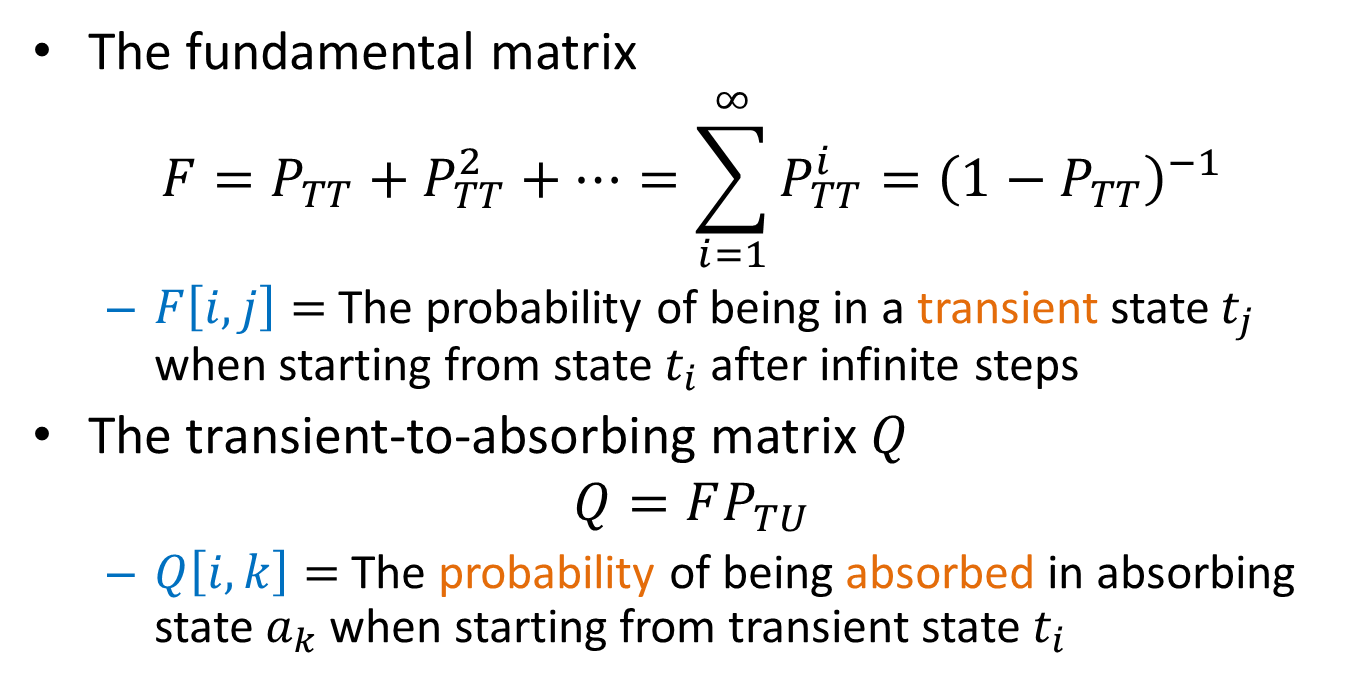 • The fundamental matrix
F = P_{TT} + P_{TT}^2 + ⋯ = \sum_{i=1}^{∞} P_{TT}^i = (1 − P_{TT})^{−1}
– F[i, j] = The probability of being in a transient state t_j
when starting from state t_i after infinite steps
• The transient-to-absorbing matrix Q
Q = FP_{TU}
– Q[i, k] = The probability of being absorbed in absorbing
state a_k when starting from transient state t_i